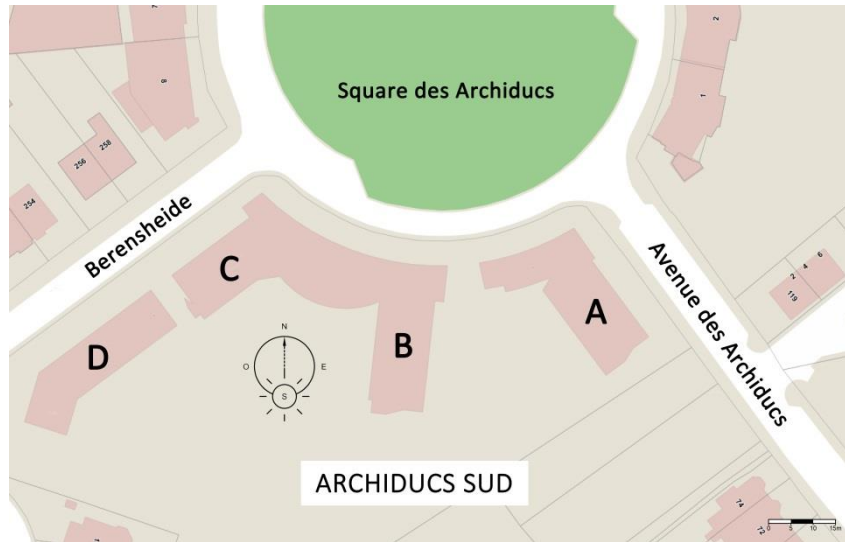 7
8
Square des Archiducs
2
1
256
258
254
Berensheide
Avenue des Archiducs
2
4
6
119
C
A
D
B
N
O
E
S
ARCHIDUCS SUD
74
72
0 5 10 15m